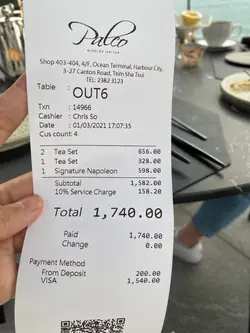 Palco
Shop 403-404, 4/F, Ocean Terminal, Harbour City,
3-27 Canton Road, Tsim Sha Tsui
TEL: 2382 3123
Table : OUT6
Txn : 14966
Cashier : Chris So
Date : 01/03/2021 17:07:35
Cus count: 4
2 Tea Set 656.00
1 Tea Set 328.00
1 Signature Napoleon 598.00
Subtotal 1,582.00
10% Service Charge 158.20
Total 1,740.00
Paid 1,740.00
Change 0.00
Payment Method
From Deposit 200.00
VISA 1,540.00